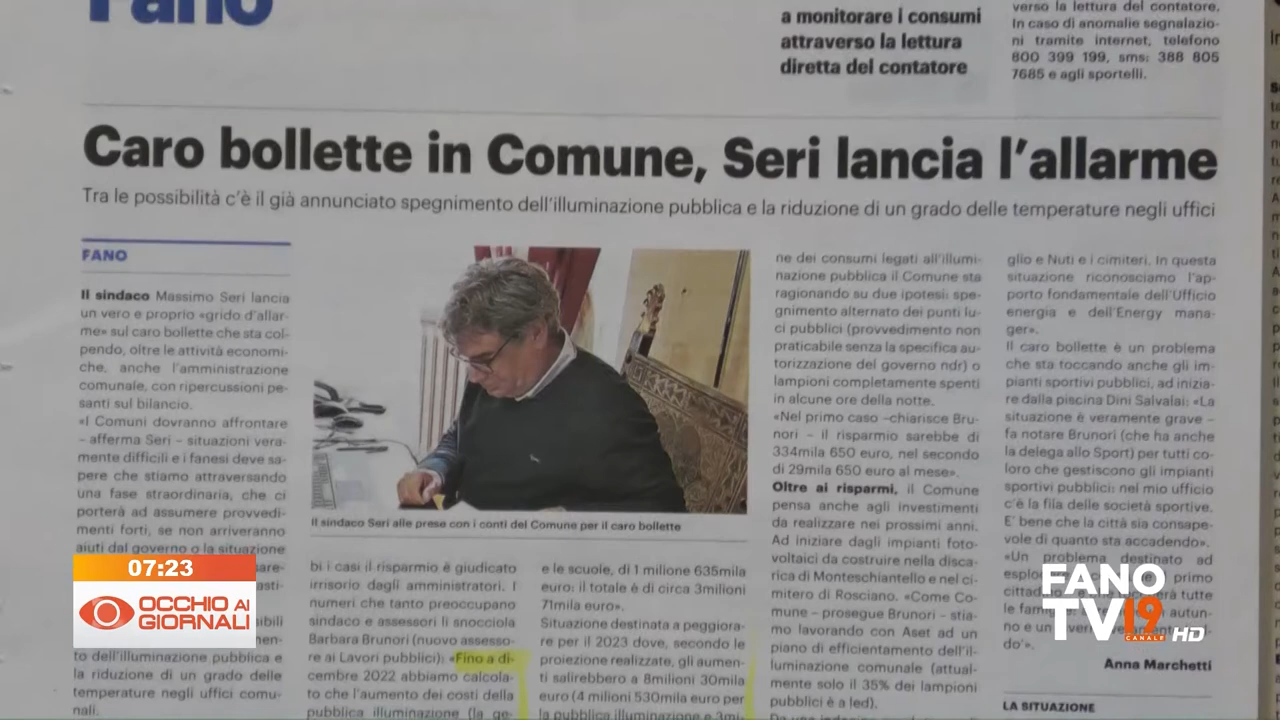 Fano
a monitorare i consumi
attraverso la lettura
diretta del contatore
verso la lettura del contatore.
In caso di anomalie segnalazio-
ni tramite internet, telefono
800 399 199, sms: 388 805
7685 e agli sportelli.
Caro bollette in Comune, Seri lancia l'allarme
Tra le possibilità c'è il già annunciato spegnimento dell'illuminazione pubblica e la riduzione di un grado delle temperature negli uffici
FANO
Il sindaco Massimo Seri lancia
un vero e proprio «grido d'allar-
me» sul caro bollette che sta col-
pendo, oltre le attività economi-
che, anche l'amministrazione
comunale, con ripercussioni pe-
santi sul bilancio.
«I Comuni dovranno affrontare
– afferma Seri – situazioni vera-
mente difficili e i fanesi deve sa-
pere che stiamo attraversando
una fase straordinaria, che ci
porterà ad assumere provvedi-
menti forti, se non arriveranno
aiuti dal governo o la situazione
to dell'illuminazione pubblica e
la riduzione di un grado delle
temperature negli uffici comu-
nali.
Il sindaco Seri alle prese con i conti del Comune per il caro bollette
bi i casi il risparmio è giudicato
irrisorio dagli amministratori. I
numeri che tanto preoccupano
sindaco e assessori li snocciola
Barbara Brunori (nuovo assesso-
re ai Lavori pubblici): «Fino a di-
cembre 2022 abbiamo calcola-
to che l'aumento dei costi della
pubblica illuminazione (la ge-
e le scuole, di 1 milione 635mila
euro: il totale è di circa 3milioni
71mila euro».
Situazione destinata a peggiora-
re per il 2023 dove, secondo le
proiezione realizzate, gli aumen-
ti salirebbero a 8milioni 30mila
euro (4 milioni 530mila euro per
la pubblica illuminazione e 3mi-
ne dei consumi legati all'illumi-
nazione pubblica il Comune sta
ragionando su due ipotesi: spe-
gnimento alternato dei punti lu-
ci pubblici (provvedimento non
praticabile senza la specifica au-
torizzazione del governo ndr) o
lampioni completamente spenti
in alcune ore della notte.
«Nel primo caso –chiarisce Bru-
nori – il risparmio sarebbe di
334mila 650 euro, nel secondo
di 29mila 650 euro al mese».
Oltre ai risparmi, il Comune
pensa anche agli investimenti
da realizzare nei prossimi anni.
Ad iniziare dagli impianti foto-
voltaici da costruire nella disca-
rica di Monteschiantello e nel ci-
mitero di Rosciano. «Come Co-
mune – prosegue Brunori – stia-
mo lavorando con Aset ad un
piano di efficientamento dell'il-
luminazione comunale (attual-
mente solo il 35% dei lampioni
pubblici è a led).
glio e Nuti e i cimiteri. In questa
situazione riconosciamo l'ap-
porto fondamentale dell'Ufficio
energia e dell'Energy mana-
ger».
Il caro bollette è un problema
che sta toccando anche gli im-
pianti sportivi pubblici, ad inizia-
re dalla piscina Dini Salvalai: «La
situazione è veramente grave –
fa notare Brunori (che ha anche
la delega allo Sport) per tutti co-
loro che gestiscono gli impianti
sportivi pubblici: nel mio ufficio
c'è la fila delle società sportive.
E' bene che la città sia consape-
vole di quanto sta accadendo».
«Un problema destinato ad
Anna Marchetti
LA SITUAZIONE
07:23
OCCHIO AI
GIORNALI
FANO
TV19
CANALE
HD